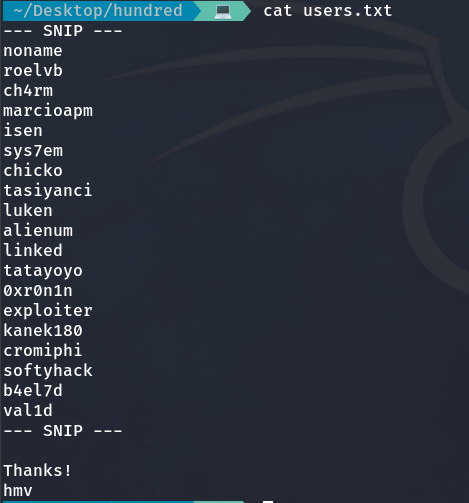 ~/Desktop/hundred cat users.txt
--- SNIP ---
noname
roelvb
ch4rm
marcioapm
isen
sys7em
chicko
tasiyanci
luken
alienum
linked
tatayoyo
0xr0n1n
exploiter
kanek180
cromiphi
softyhack
b4el7d
val1d
--- SNIP ---

Thanks!
hmv